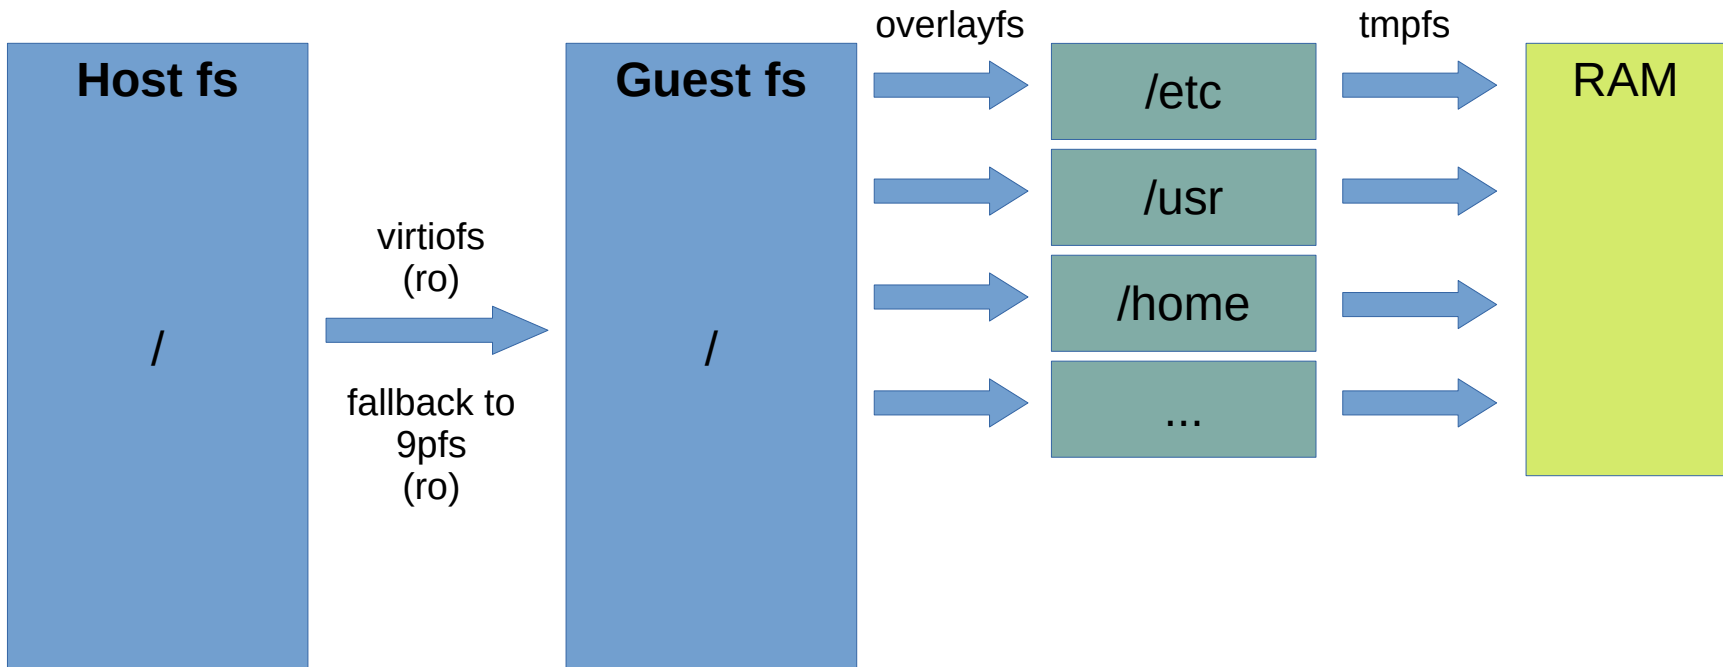 Host fs
/
virtiofs
(ro)
fallback to
9pfs
(ro)
Guest fs
/
overlayfs
/etc
/usr
/home
...
tmpfs
RAM